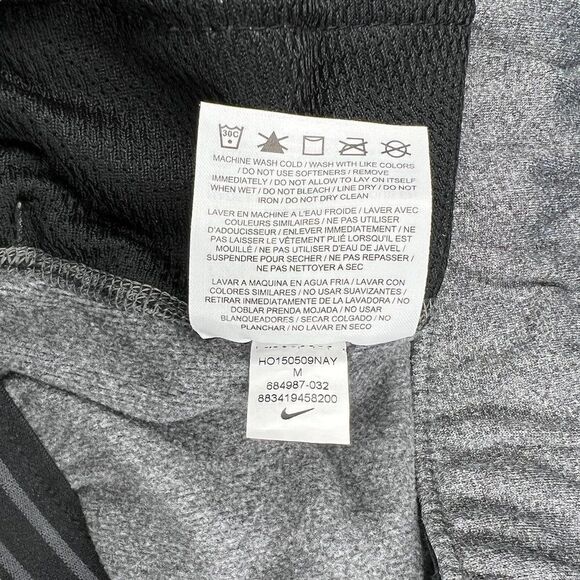 30C
MACHINE WASH COLD / WASH WITH LIKE COLORS
/ DO NOT USE SOFTENERS / REMOVE
IMMEDIATELY / DO NOT ALLOW TO LAY ON ITSELF
WHEN WET / DO NOT BLEACH / LINE DRY / DO NOT
IRON / DO NOT DRY CLEAN
LAVER EN MACHINE A L'EAU FROIDE / LAVER AVEC
COULEURS SIMILAIRES / NE PAS UTILISER
D'ADOUCISSEUR / ENLEVER IMMEDIATEMENT / NE
PAS LAISSER LE VÊTEMENT PLIÉ LORSQU'IL EST
MOUILLÉ / NE PAS UTILISER D'EAU DE JAVEL /
SUSPENDRE POUR SECHER / NE PAS REPASSER /
NE PAS NETTOYER A SEC
LAVAR A MAQUINA EN AGUA FRIA / LAVAR CON
COLORES SIMILARES / NO USAR SUAVIZANTES /
RETIRAR INMEDIATAMENTE DE LA LAVADORA / NO
DOBLAR PRENDA MOJADA / NO USAR
BLANQUEADORES / SECAR COLGADO / NO
PLANCHAR / NO LAVAR EN SECO
HO150509NAY
M
684987-032
883419458200